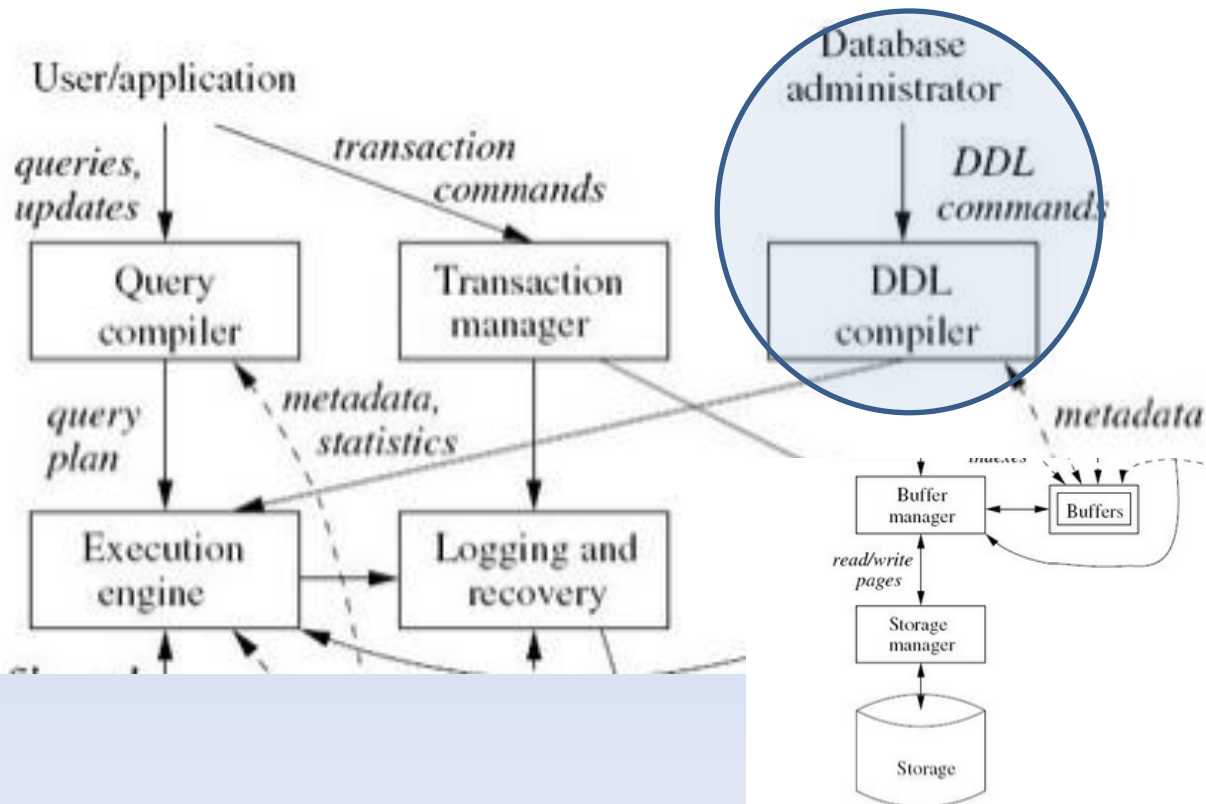 User/application
Database
administrator
queries,
updates
transaction
commands
DDL
commands
Query
compiler
Transaction
manager
DDL
compiler
query
plan
metadata,
statistics
metadata
indexes
Execution
engine
Logging and
recovery
Buffer
manager
Buffers
read/write
pages
Storage
manager
Storage